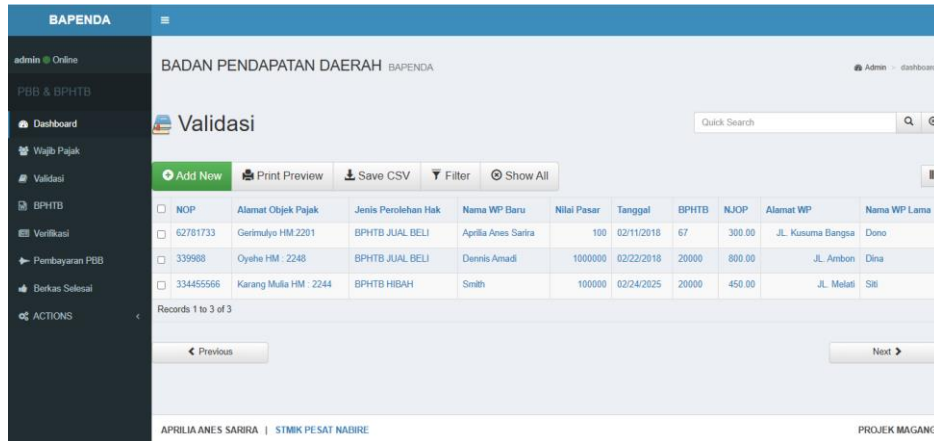 BAPENDA
admin Online
BADAN PENDAPATAN DAERAH BAPENDA
Admin dashboar
PBB & BPHTB
Dashboard
Wajib Pajak
Validasi
BPHTB
Verifikasi
Pembayaran PBB
Berkas Selesai
ACTIONS
Validasi
Quick Search
Add New Print Preview Save CSV Filter Show All
NOP Alamat Objek Pajak Jenis Perolehan Hak Nama WP Baru Nilai Pasar Tanggal BPHTB NJOP Alamat WP Nama WP Lama
62781733 Gerimulyo HM:2201 BPHTB JUAL BELI Aprilia Anes Sarira 100 02/11/2018 67 300.00 JL. Kusuma Bangsa Dono
339988 Oyehe HM : 2248 BPHTB JUAL BELI Dennis Amadi 1000000 02/22/2018 20000 800.00 JL. Ambon Dina
334455566 Karang Mulia HM : 2244 BPHTB HIBAH Smith 100000 02/24/2025 20000 450.00 JL. Melati Siti
Records 1 to 3 of 3
Previous Next
APRILIA ANES SARIRA | STMIK PESAT NABIRE PROJEK MAGANG